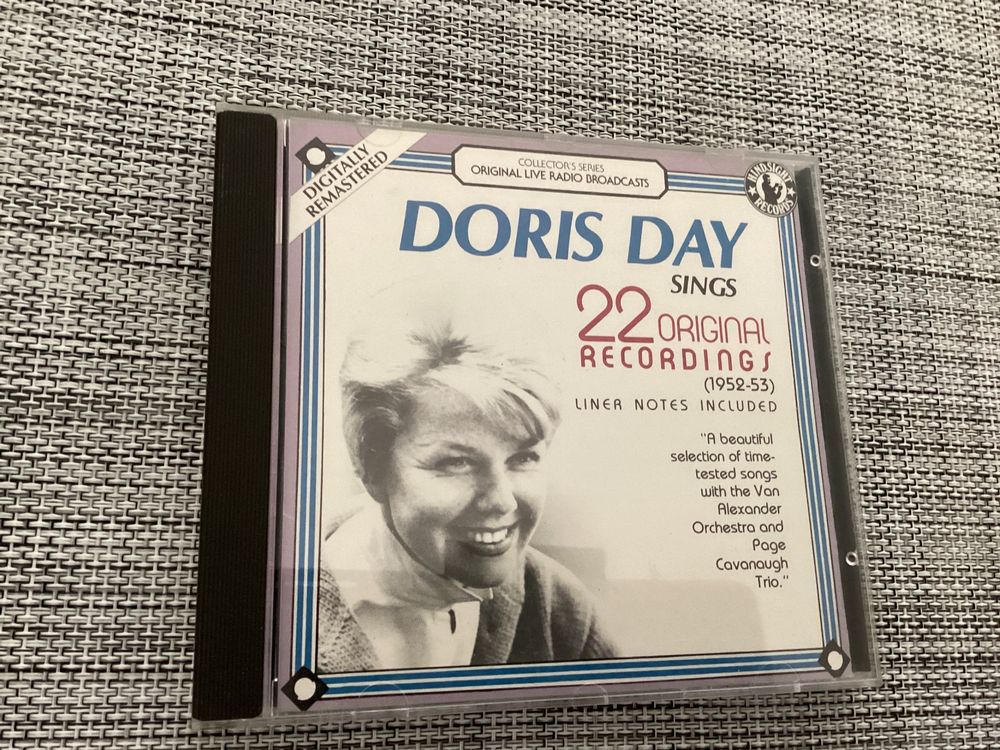 DIGITALLY
REMASTERED
COLLECTOR'S SERIES
ORIGINAL LIVE RADIO BROADCASTS
HINDSIGHT
RECORDS
DORIS DAY
SINGS
22 ORIGINAL
RECORDINGS
(1952-53)
LINER NOTES INCLUDED
"A beautiful
selection of time-
tested songs
with the Van
Alexander
Orchestra and
Page
Cavanaugh
Trio."